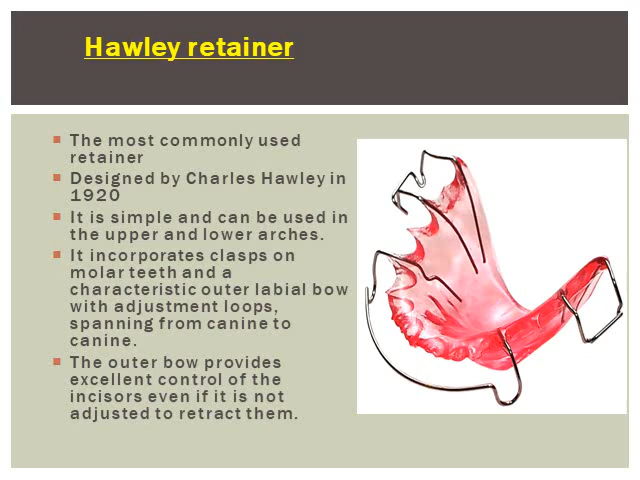 Hawley retainer
The most commonly used
retainer
Designed by Charles Hawley in
1920
It is simple and can be used in
the upper and lower arches.
It incorporates clasps on
molar teeth and a
characteristic outer labial bow
with adjustment loops,
spanning from canine to
canine.
The outer bow provides
excellent control of the
incisors even if it is not
adjusted to retract them.